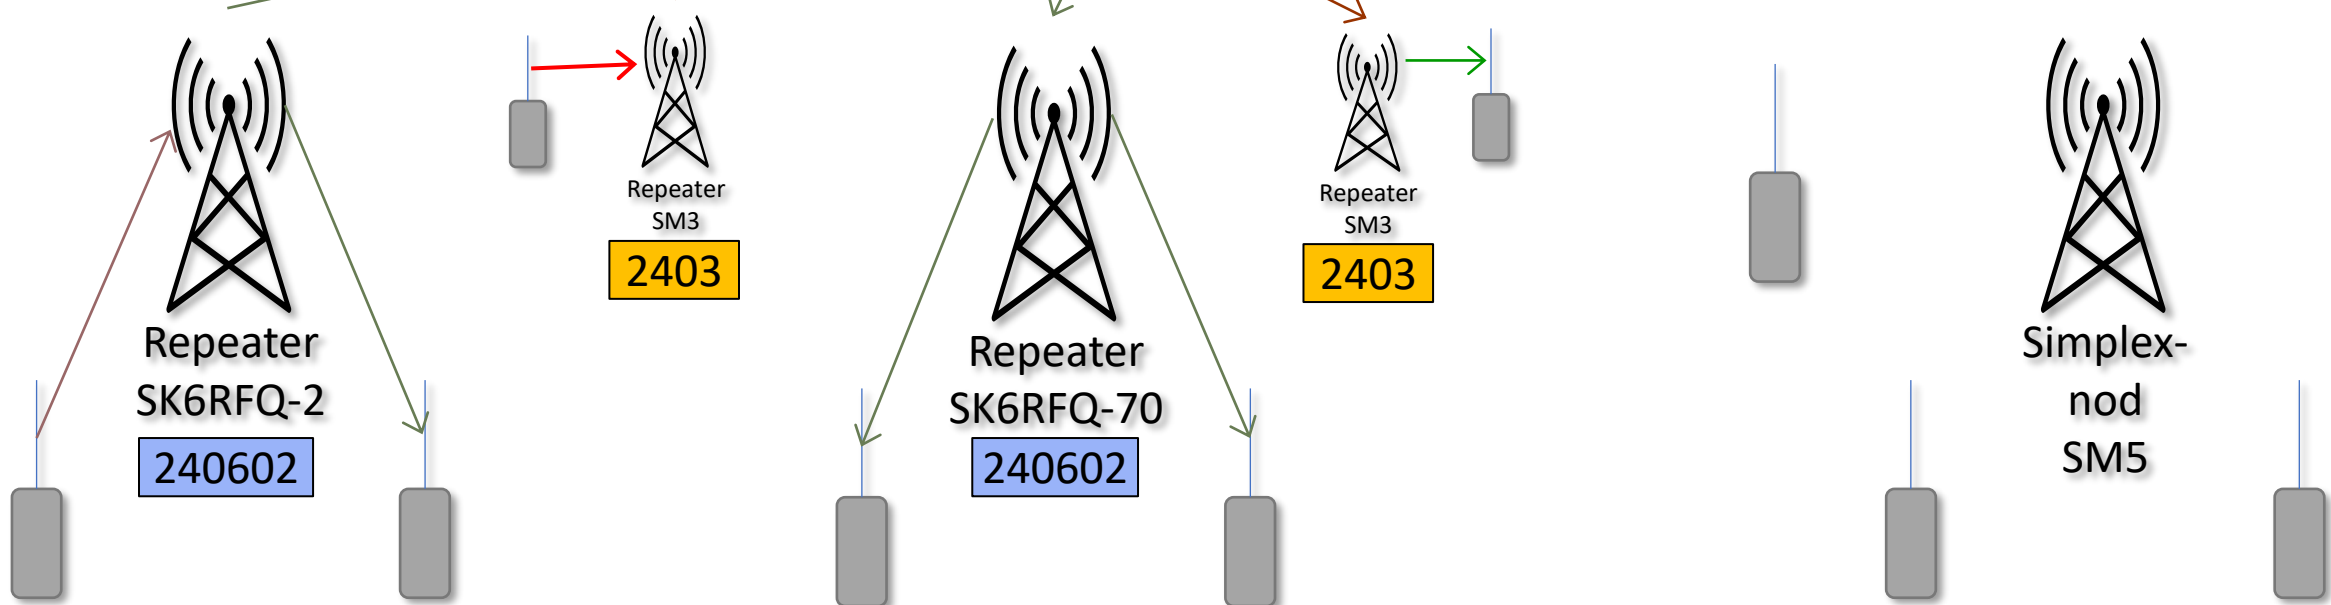 Repeater
SK6RFQ-2
240602
Repeater
SM3
2403
Repeater
SK6RFQ-70
240602
Repeater
SM3
2403
Simplex-
nod
SM5